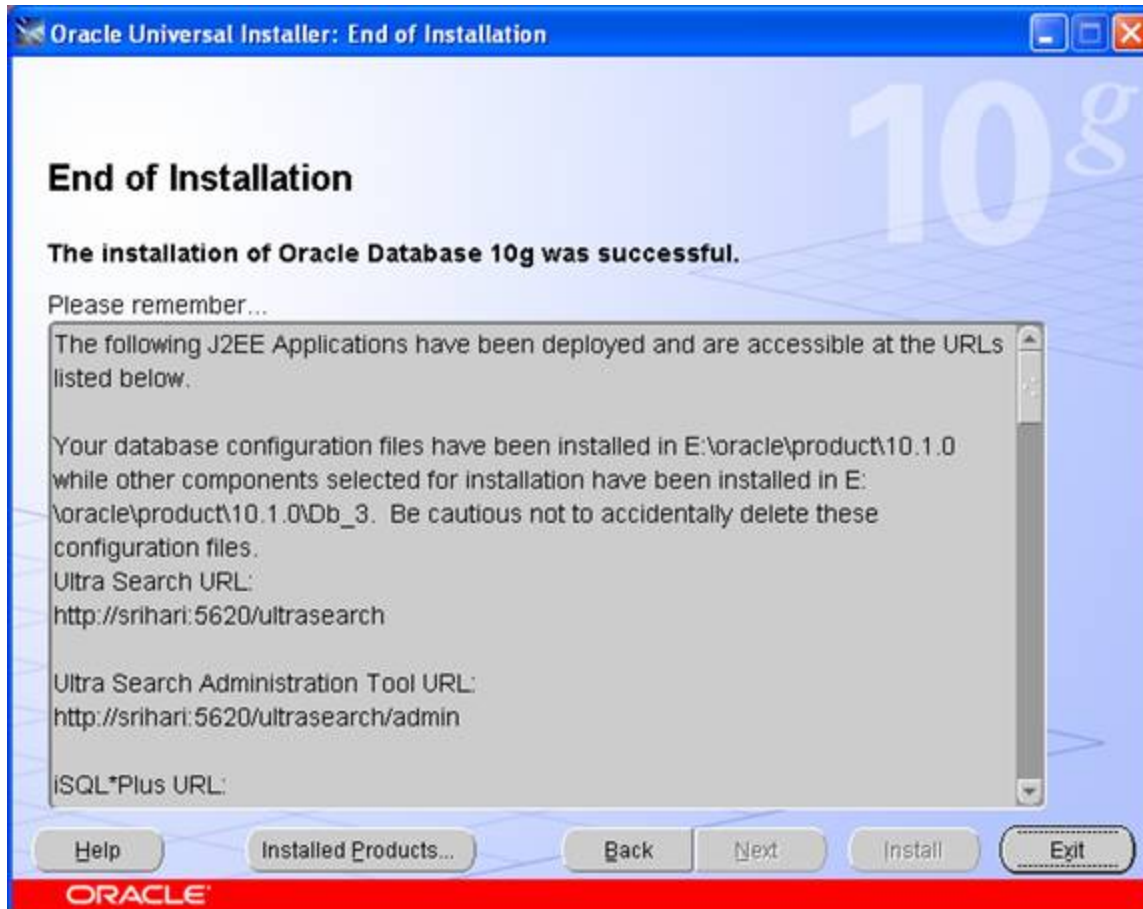 Oracle Universal Installer: End of Installation
10g
End of Installation
The installation of Oracle Database 10g was successful.
Please remember...
The following J2EE Applications have been deployed and are accessible at the URLs
listed below.
Your database configuration files have been installed in E:\oracle\product\10.1.0
while other components selected for installation have been installed in E:
\oracle\product\10.1.0\Db_3.  Be cautious not to accidentally delete these
configuration files.
Ultra Search URL:
http://srihari:5620/ultrasearch
Ultra Search Administration Tool URL:
http://srihari:5620/ultrasearch/admin
iSQL*Plus URL:
Help Installed Products... Back Next Install Exit
ORACLE